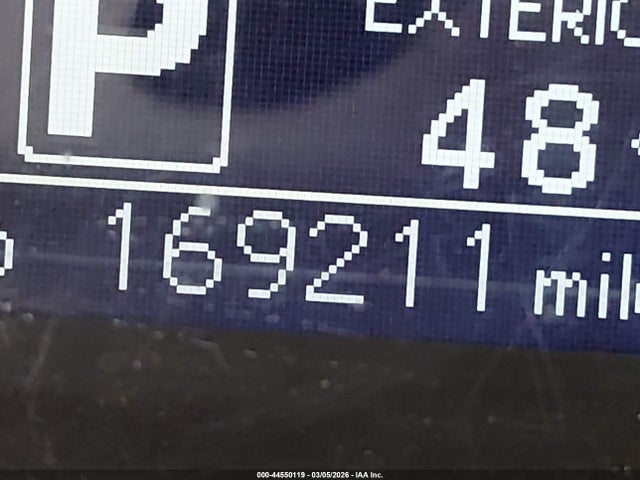 EXTERIO
P
48
169211 mil
000-44550119 - 03/05/2026 - IAA Inc.